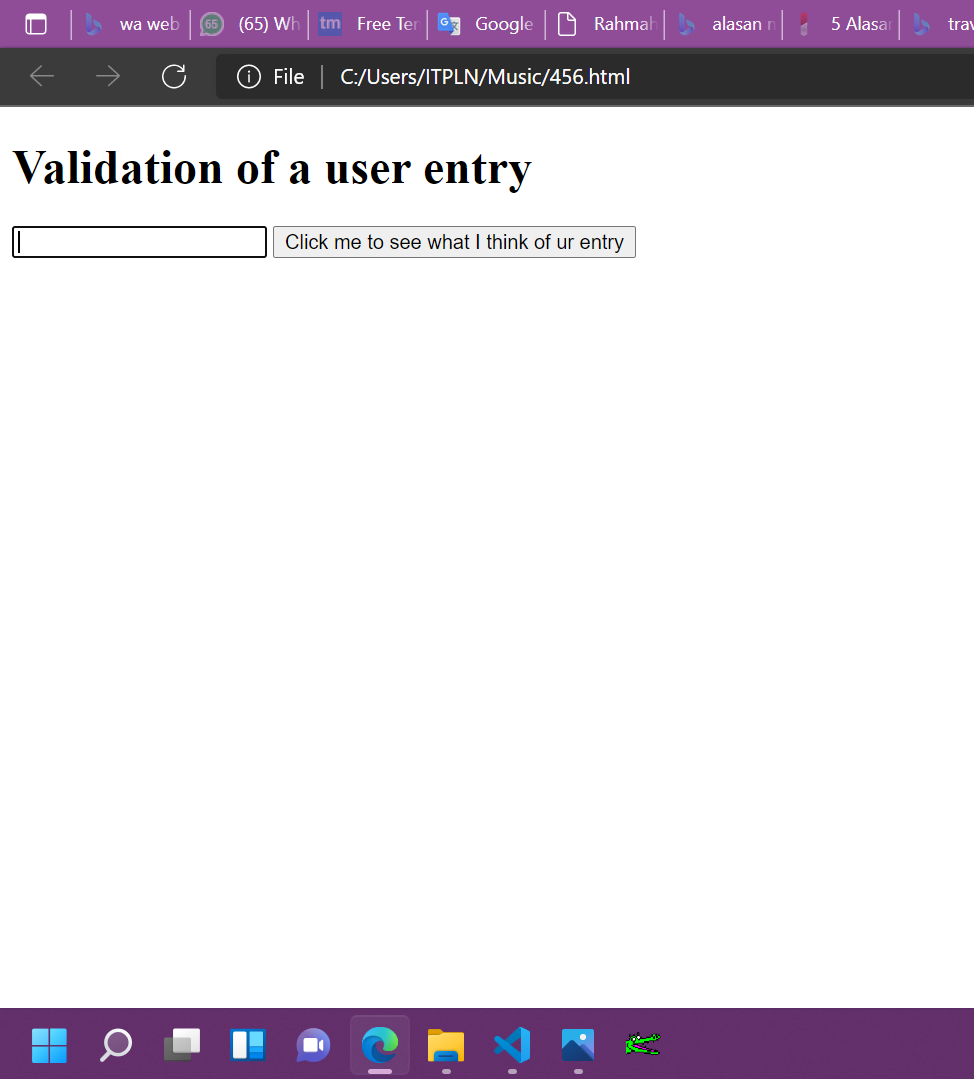 wa web (65) Wh tm Free Ter Google Rahmah alasan n 5 Alasar trav
File C:/Users/ITPLN/Music/456.html
Validation of a user entry
Click me to see what I think of ur entry